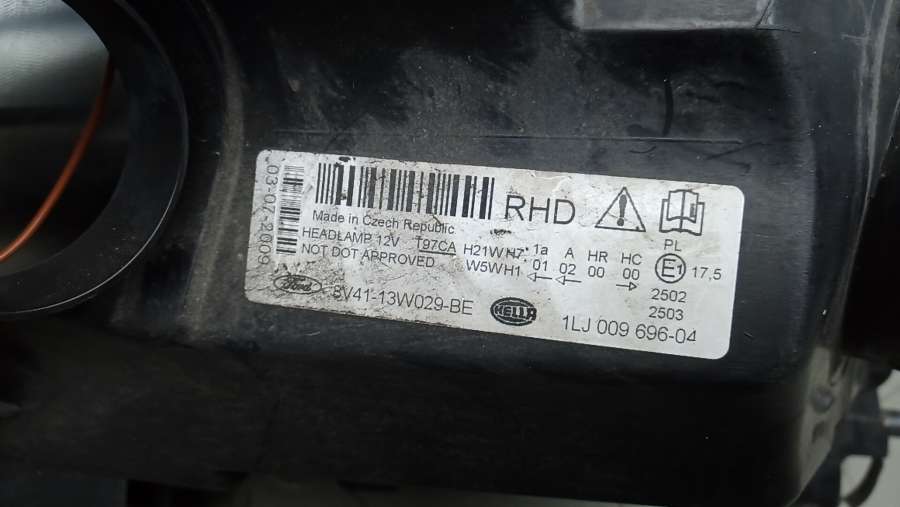 03-07-2009
RHD
Made in Czech Republic
HEADLAMP 12V T97CA H21W H7 1a A HR HC PL E1 17,5
NOT DOT APPROVED W5W H1 01 02 00 00
2502
2503
Ford 8V41-13W029-BE HELLA 1LJ 009 696-04